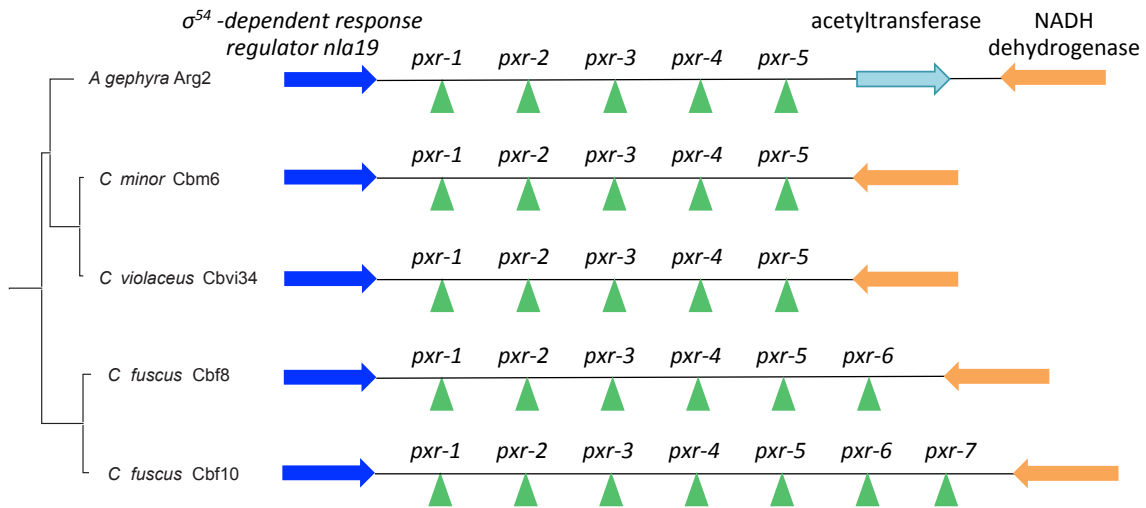 σ⁵⁴ -dependent response
regulator nla19
acetyltransferase
NADH
dehydrogenase
A gephyra Arg2
pxr-1 pxr-2 pxr-3 pxr-4 pxr-5
C minor Cbm6
pxr-1 pxr-2 pxr-3 pxr-4 pxr-5
C violaceus Cbvi34
pxr-1 pxr-2 pxr-3 pxr-4 pxr-5
C fuscus Cbf8
pxr-1 pxr-2 pxr-3 pxr-4 pxr-5 pxr-6
C fuscus Cbf10
pxr-1 pxr-2 pxr-3 pxr-4 pxr-5 pxr-6 pxr-7